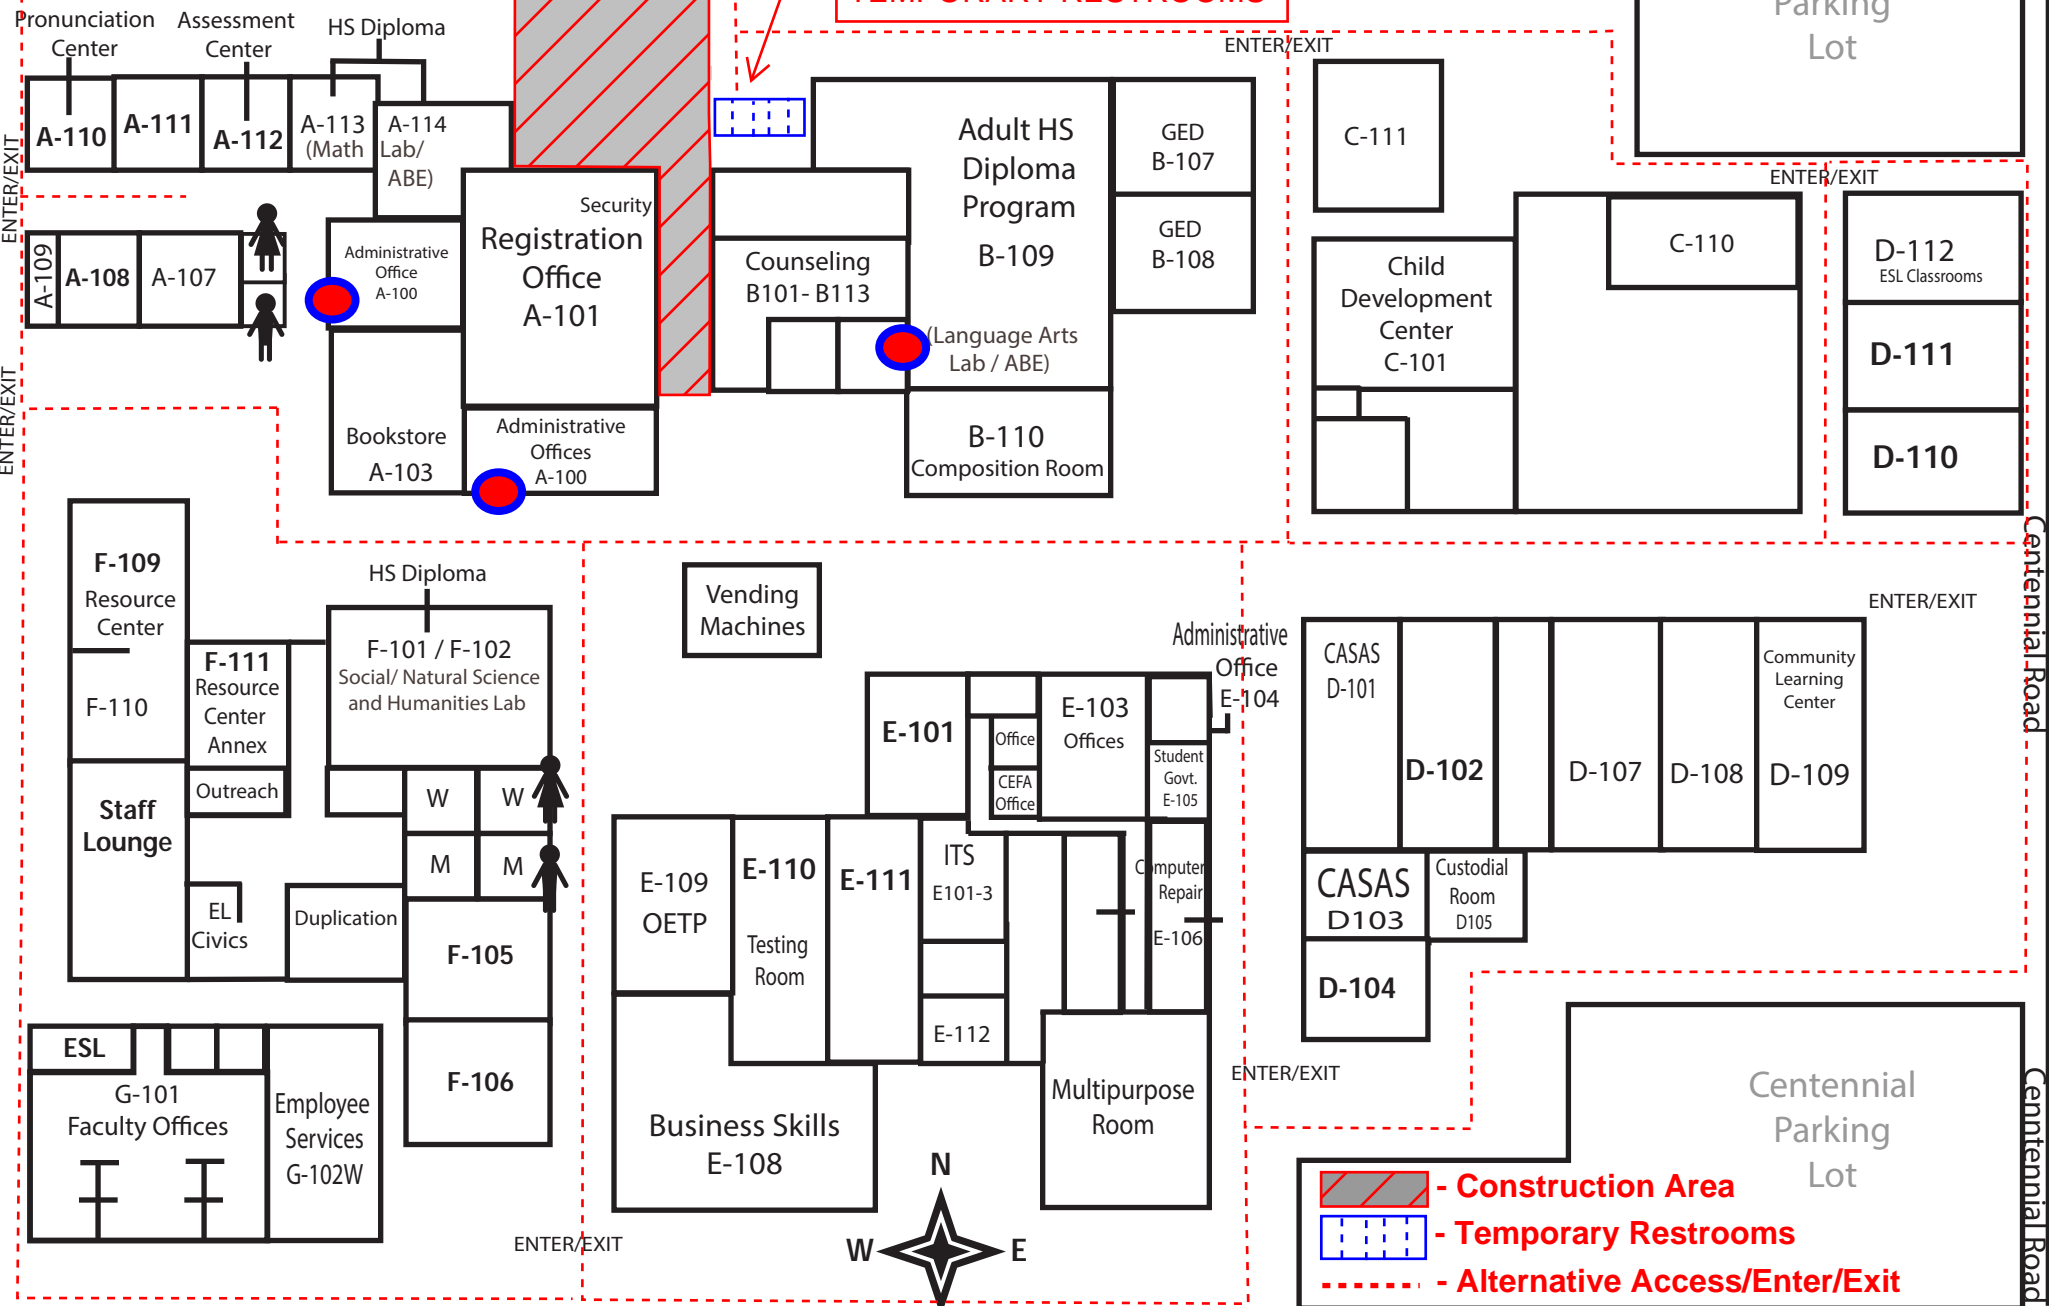 TEMPORARY RESTROOMS
Parking
Lot
Pronunciation
Center
Assessment
Center
HS Diploma
ENTER/EXIT
A-110
A-111
A-112
A-113
(Math
A-114
Lab/
ABE)
ENTER/EXIT
Security
Registration
Office
A-101
Administrative
Office
A-100
A-109
A-108
A-107
Bookstore
A-103
Administrative
Offices
A-100
Counseling
B101- B113
Adult HS
Diploma
Program
B-109
(Language Arts
Lab / ABE)
GED
B-107
GED
B-108
B-110
Composition Room
C-111
Child
Development
Center
C-101
C-110
ENTER/EXIT
D-112
ESL Classrooms
D-111
D-110
ENTER/EXIT
Centennial Road
F-109
Resource
Center
F-110
F-111
Resource
Center
Annex
Outreach
HS Diploma
F-101 / F-102
Social/ Natural Science
and Humanities Lab
W
W
M
M
Staff
Lounge
EL
Civics
Duplication
F-105
F-106
ESL
G-101
Faculty Offices
Employee
Services
G-102W
ENTER/EXIT
Vending
Machines
E-101
Office
CEFA
Office
E-103
Offices
Administrative
Office
E-104
Student
Govt.
E-105
E-109
OETP
E-110
Testing
Room
E-111
ITS
E101-3
E-112
Computer
Repair
E-106
Business Skills
E-108
Multipurpose
Room
N
W
E
ENTER/EXIT
CASAS
D-101
D-102
D-107
D-108
Community
Learning
Center
D-109
ENTER/EXIT
CASAS
D103
Custodial
Room
D105
D-104
Centennial
Parking
Lot
Cenntennial Road
- Construction Area
- Temporary Restrooms
- Alternative Access/Enter/Exit